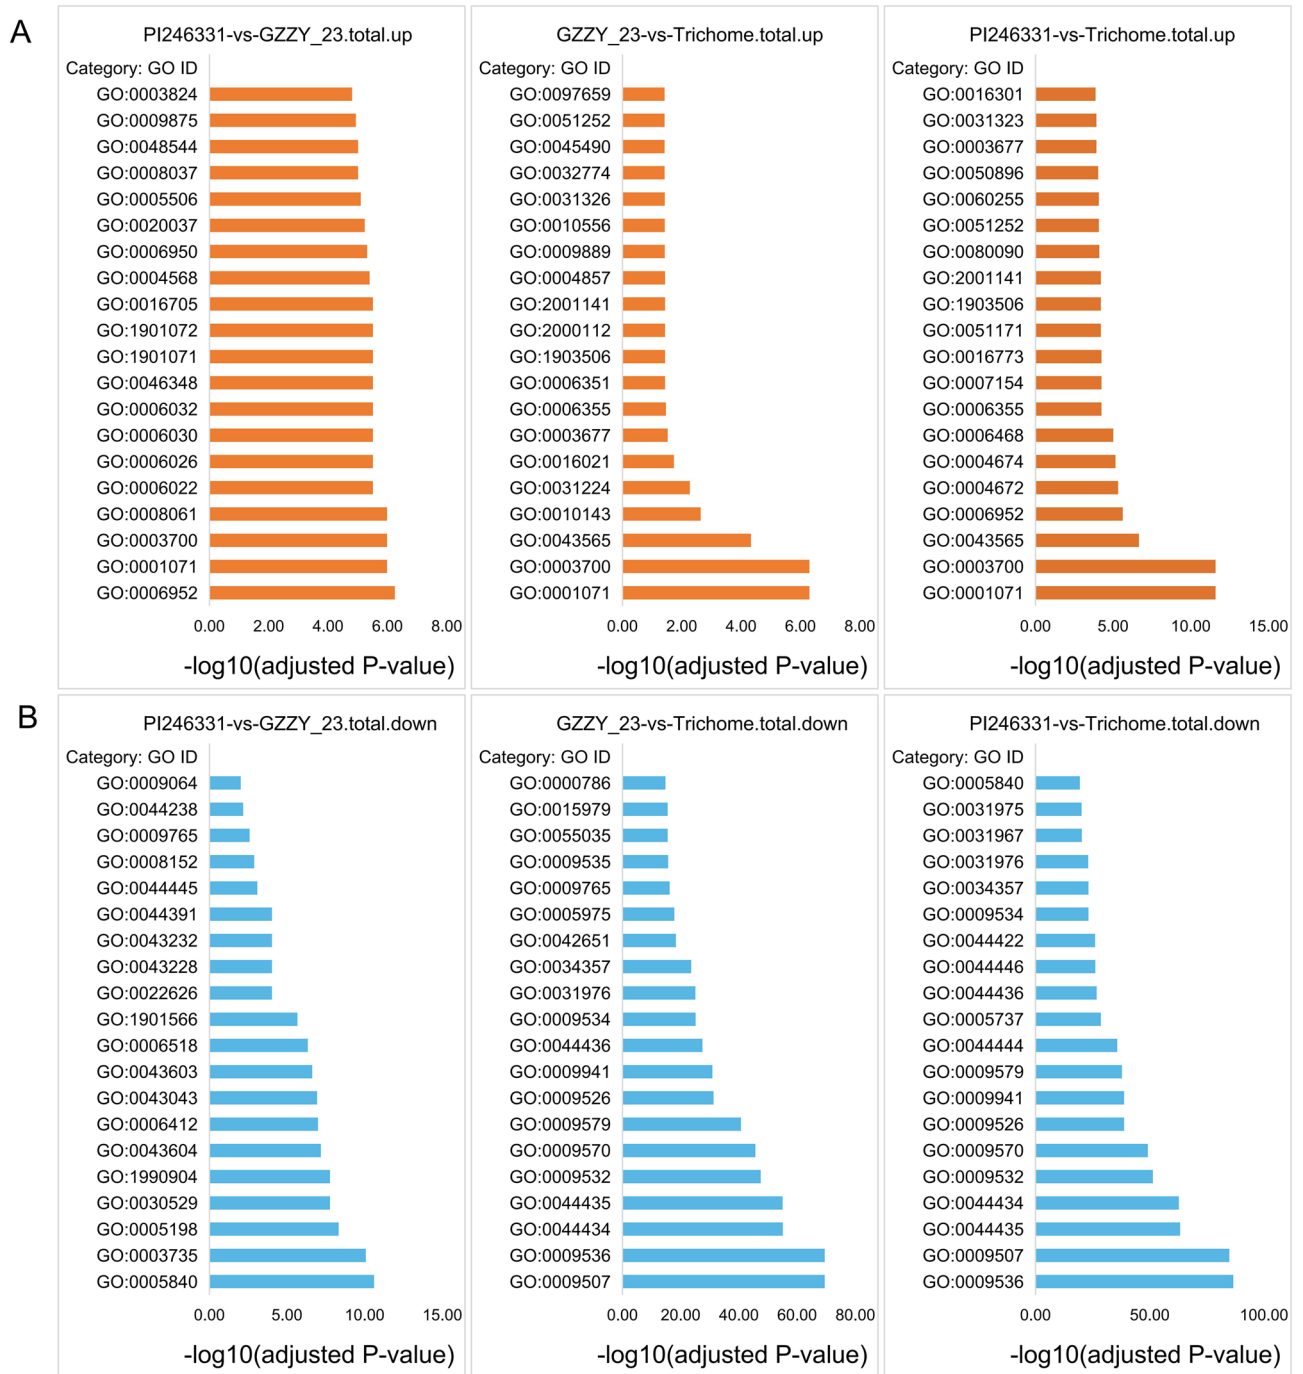 A
PI246331-vs-GZZY_23.total.up
Category: GO ID
GO:0003824
GO:0009875
GO:0048544
GO:0008037
GO:0005506
GO:0020037
GO:0006950
GO:0004568
GO:0016705
GO:1901072
GO:1901071
GO:0046348
GO:0006032
GO:0006030
GO:0006026
GO:0006022
GO:0008061
GO:0003700
GO:0001071
GO:0006952
0.00 2.00 4.00 6.00 8.00
-log10(adjusted P-value)
GZZY_23-vs-Trichome.total.up
Category: GO ID
GO:0097659
GO:0051252
GO:0045490
GO:0032774
GO:0031326
GO:0010556
GO:0009889
GO:0004857
GO:2001141
GO:2000112
GO:1903506
GO:0006351
GO:0006355
GO:0003677
GO:0016021
GO:0031224
GO:0010143
GO:0043565
GO:0003700
GO:0001071
0.00 2.00 4.00 6.00 8.00
-log10(adjusted P-value)
PI246331-vs-Trichome.total.up
Category: GO ID
GO:0016301
GO:0031323
GO:0003677
GO:0050896
GO:0060255
GO:0051252
GO:0080090
GO:2001141
GO:1903506
GO:0051171
GO:0016773
GO:0007154
GO:0006355
GO:0006468
GO:0004674
GO:0004672
GO:0006952
GO:0043565
GO:0003700
GO:0001071
0.00 5.00 10.00 15.00
-log10(adjusted P-value)
B
PI246331-vs-GZZY_23.total.down
Category: GO ID
GO:0009064
GO:0044238
GO:0009765
GO:0008152
GO:0044445
GO:0044391
GO:0043232
GO:0043228
GO:0022626
GO:1901566
GO:0006518
GO:0043603
GO:0043043
GO:0006412
GO:0043604
GO:1990904
GO:0030529
GO:0005198
GO:0003735
GO:0005840
0.00 5.00 10.00 15.00
-log10(adjusted P-value)
GZZY_23-vs-Trichome.total.down
Category: GO ID
GO:0000786
GO:0015979
GO:0055035
GO:0009535
GO:0009765
GO:0005975
GO:0042651
GO:0034357
GO:0031976
GO:0009534
GO:0044436
GO:0009941
GO:0009526
GO:0009579
GO:0009570
GO:0009532
GO:0044435
GO:0044434
GO:0009536
GO:0009507
0.00 20.00 40.00 60.00 80.00
-log10(adjusted P-value)
PI246331-vs-Trichome.total.down
Category: GO ID
GO:0005840
GO:0031975
GO:0031967
GO:0031976
GO:0034357
GO:0009534
GO:0044422
GO:0044446
GO:0044436
GO:0005737
GO:0044444
GO:0009579
GO:0009941
GO:0009526
GO:0009570
GO:0009532
GO:0044434
GO:0044435
GO:0009507
GO:0009536
0.00 50.00 100.00
-log10(adjusted P-value)